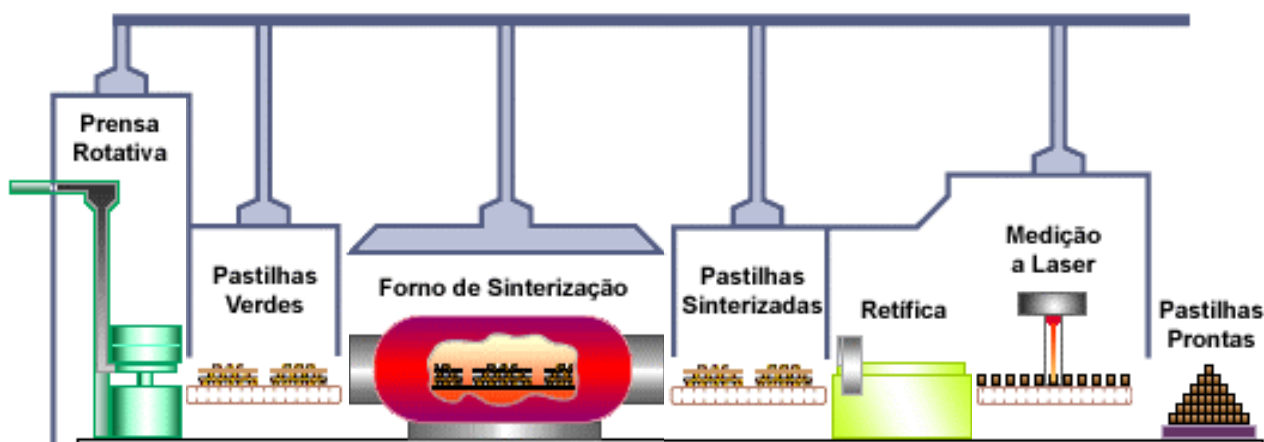 Prensa
Rotativa
Pastilhas
Verdes
Forno de Sinterização
Pastilhas
Sinterizadas
Retífica
Medição
a Laser
Pastilhas
Prontas